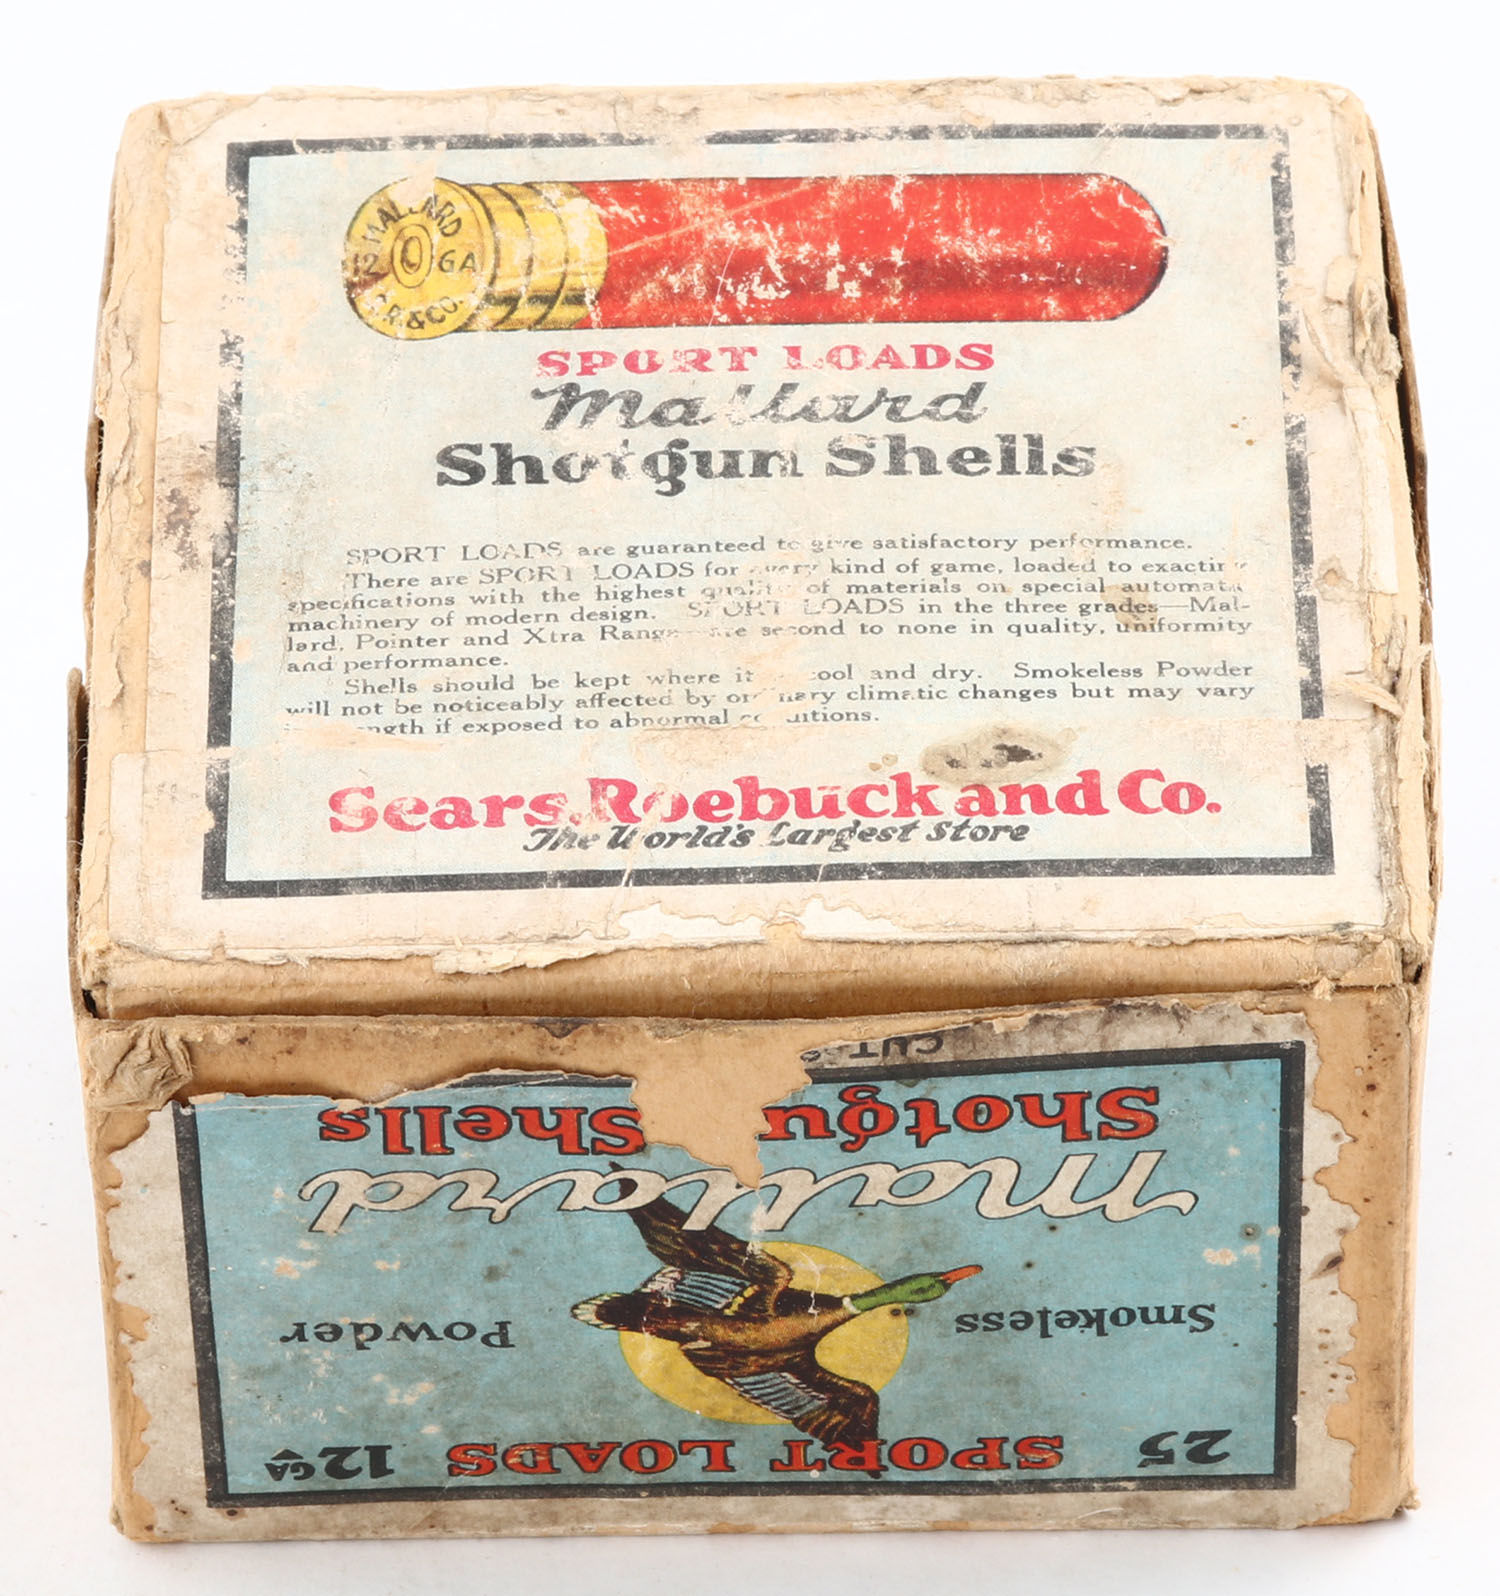 MALLARD
12 GA
S.R.&CO.
SPORT LOADS
Mallard
Shotgun Shells
SPORT LOADS are guaranteed to give satisfactory performance.
There are SPORT LOADS for every kind of game, loaded to exacting
specifications with the highest quality of materials on special automatic
machinery of modern design. SPORT LOADS in the three grades—Mal-
lard, Pointer and Xtra Range—are second to none in quality, uniformity
and performance.
Shells should be kept where it cool and dry. Smokeless Powder
will not be noticeably affected by ordinary climatic changes but may vary
if exposed to abnormal conditions.
Sears, Roebuck and Co.
The World's Largest Store
25 SPORT LOADS 12 GA
Smokeless Powder
Mallard
Shotgu Shells
CUT